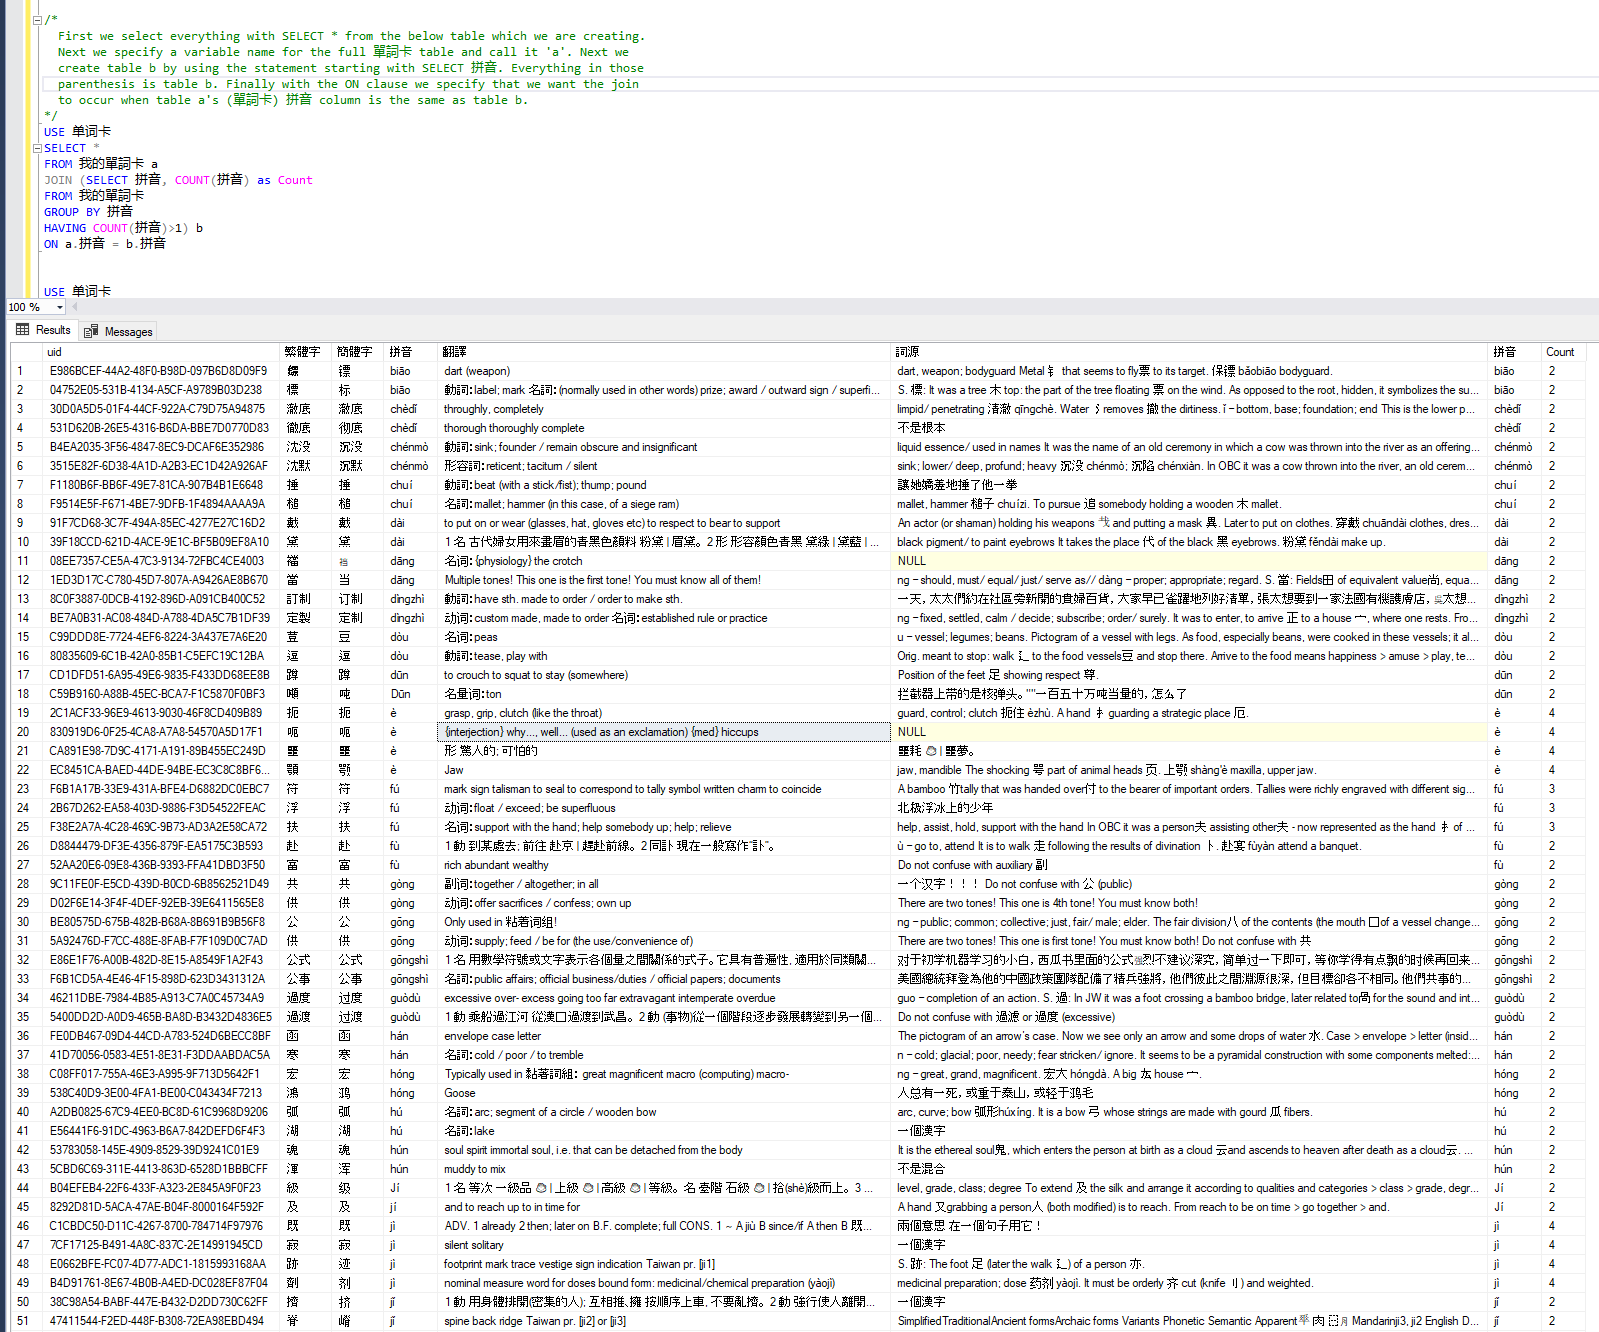 /*
First we select everything with SELECT * from the below table which we are creating.
Next we specify a variable name for the full 單詞卡 table and call it 'a'. Next we
create table b by using the statement starting with SELECT 拼音. Everything in those
parenthesis is table b. Finally with the ON clause we specify that we want the join
to occur when table a's (單詞卡) 拼音 column is the same as table b.
*/
USE 单词卡
SELECT *
FROM 我的單詞卡 a
JOIN (SELECT 拼音, COUNT(拼音) as Count
FROM 我的單詞卡
GROUP BY 拼音
HAVING COUNT(拼音)>1) b
ON a.拼音 = b.拼音
USE 单词卡
100 %
Results Messages
uid 繁體字 簡體字 拼音 翻譯 詞源 拼音 Count
1 E986BCEF-44A2-48F0-B98D-097B6D8D09F9 鏢 镖 biāo dart (weapon) dart, weapon; bodyguard Metal 钅 that seems to fly票 to its target. 保镖 bǎobiāo bodyguard. biāo 2
2 04752E05-531B-4134-A5CF-A9789B03D238 標 标 biāo 動詞:label; mark 名詞:(normally used in other words) prize; award / outward sign / superfi... S. 標: It was a tree 木 top: the part of the tree floating 票 on the wind. As opposed to the root, hidden, it symbolizes the su... biāo 2
3 30D0A5D5-01F4-44CF-922A-C79D75A94875 澈底 澈底 chèdǐ throughly, completely limpid/ penetrating 清澈 qīngchè. Water 氵removes 撤 the dirtiness. ǐ – bottom, base; foundation; end This is the lower p... chèdǐ 2
4 531D620B-26E5-4316-B6DA-BBE7D0770D83 徹底 彻底 chèdǐ thorough thoroughly complete 不是根本 chèdǐ 2
5 B4EA2035-3F56-4847-8EC9-DCAF6E352986 沈没 沉没 chénmò 動詞:sink; founder / remain obscure and insignificant liquid essence/ used in names It was the name of an old ceremony in which a cow was thrown into the river as an offering... chénmò 2
6 3515E82F-6D38-4A1D-A2B3-EC1D42A926AF 沈默 沉默 chénmò 形容詞:reticent; taciturn / silent sink; lower/ deep, profund; heavy 沉没 chénmò; 沉陷 chénxiàn. In OBC it was a cow thrown into the river, an old cerem... chénmò 2
7 F1180B6F-BB6F-49E7-81CA-907B4B1E6648 捶 捶 chuí 動詞:beat (with a stick/fist); thump; pound 讓她嬌羞地捶了他一拳 chuí 2
8 F9514E5F-F671-4BE7-9DFB-1F4894AAAA9A 槌 槌 chuí 名詞:mallet; hammer (in this case, of a siege ram) mallet, hammer 槌子 chuízi. To pursue 追 somebody holding a wooden 木 mallet. chuí 2
9 91F7CD68-3C7F-494A-85EC-4277E27C16D2 戴 戴 dài to put on or wear (glasses, hat, gloves etc) to respect to bear to support An actor (or shaman) holding his weapons 戈 and putting a mask 異. Later to put on clothes. 穿戴 chuāndài clothes, dres... dài 2
10 39F18CCD-621D-4ACE-9E1C-BF5B09EF8A10 黛 黛 dài 1 名 古代婦女用來畫眉的青黑色顏料 粉黛 | 眉黛。2 形 形容顏色青黑 黛綠 | 黛藍 | ... black pigment/ to paint eyebrows It takes the place 代 of the black 黑 eyebrows. 粉黛 fěndài make up. dài 2
11 08EE7357-CE5A-47C3-9134-72FBC4CE4003 襠 裆 dāng 名詞:{physiology} the crotch NULL dāng 2
12 1ED3D17C-C780-45D7-807A-A9426AE8B670 當 当 dāng Multiple tones! This one is the first tone! You must know all of them! ng – should, must/ equal/ just/ serve as// dàng – proper; appropriate; regard. S. 當: Fields田 of equivalent value尚, equa... dāng 2
13 8C0F3887-0DCB-4192-896D-A091CB400C52 訂制 订制 dìngzhì 動詞:have sth. made to order / order to make sth. 一天，太太們約在社區旁新開的貴婦百貨，大家早已雀躍地列好清單，張太想要到一家法國有機護膚店，吳太想... dìngzhì 2
14 BE7A0B31-AC08-484D-A788-4DA5C7B1DF39 定製 定制 dìngzhì 动詞:custom made, made to order 名詞:established rule or practice ng – fixed, settled, calm / decide; subscribe; order/ surely. It was to enter, to arrive 正 to a house 宀, where one rests. Fro... dìngzhì 2
15 C99DDD8E-7724-4EF6-8224-3A437E7A6E20 荳 豆 dòu 名詞:peas u – vessel; legumes; beans. Pictogram of a vessel with legs. As food, especially beans, were cooked in these vessels; it al... dòu 2
16 80835609-6C1B-42A0-85B1-C5EFC19C12BA 逗 逗 dòu 動詞:tease, play with Orig. meant to stop: walk 辶 to the food vessels豆 and stop there. Arrive to the food means happiness > amuse > play, te... dòu 2
17 CD1DFD51-6A95-49E6-9835-F433DD68EE8B 蹲 蹲 dūn to crouch to squat to stay (somewhere) Position of the feet 足 showing respect 尊. dūn 2
18 C59B9160-A88B-45EC-BCA7-F1C5870F0BF3 噸 吨 Dūn 名量词:ton 拦截器上带的是核弹头。""一百五十万吨当量的，怎么了 dūn 2
19 2C1ACF33-96E9-4613-9030-46F8CD409B89 扼 扼 è grasp, grip, clutch (like the throat) guard, control; clutch 扼住 èzhù. A hand 扌 guarding a strategic place 厄. è 4
20 830919D6-0F25-4CA8-A7A8-54570A5D17F1 呃 呃 è {interjection} why..., well... (used as an exclamation) {med} hiccups NULL è 4
21 CA891E98-7D9C-4171-A191-89B455EC249D 噩 噩 è 形 驚人的; 可怕的 噩耗 | 噩夢。 è 4
22 EC8451CA-BAED-44DE-94BE-EC3C8C8BF6... 顎 颚 è Jaw jaw, mandible The shocking 咢 part of animal heads 页. 上颚 shàng'è maxilla, upper jaw. è 4
23 F6B1A17B-33E9-431A-BFE4-D6882DC0EBC7 符 符 fú mark sign talisman to seal to correspond to tally symbol written charm to coincide A bamboo 竹tally that was handed over付 to the bearer of important orders. Tallies were richly engraved with different sig... fú 3
24 2B67D262-EA58-403D-9886-F3D54522FEAC 浮 浮 fú 动词:float / exceed; be superfluous 北极浮冰上的少年 fú 3
25 F38E2A7A-4C28-469C-9B73-AD3A2E58CA72 扶 扶 fú 名词:support with the hand; help somebody up; help; relieve help, assist, hold, support with the hand In OBC it was a person夫 assisting other夫 - now represented as the hand 扌 of ... fú 3
26 D8844479-DF3E-4356-879F-EA5175C3B593 赴 赴 fù 1 動 到某處去; 前往 赴京 | 趕赴前線。2 同訃 現在一般寫作"訃"。 ù – go to, attend It is to walk 走 following the results of divination 卜. 赴宴 fùyàn attend a banquet. fù 2
27 52AA20E6-09E8-436B-9393-FFA41DBD3F50 富 富 fù rich abundant wealthy Do not confuse with auxiliary 副 fù 2
28 9C11FE0F-E5CD-439D-B0CD-6B8562521D49 共 共 gòng 副词:together / altogether; in all 一个汉字！！！ Do not confuse with 公 (public) gòng 2
29 D02F6E14-3F4F-4DEF-92EB-39E6411565E8 供 供 gòng 动词:offer sacrifices / confess; own up There are two tones! This one is 4th tone! You must know both! gòng 2
30 BE80575D-675B-482B-B68A-8B691B9B56F8 公 公 gōng Only used in 粘着词组! ng – public; common; collective; just, fair/ male; elder. The fair division八 of the contents (the mouth 口of a vessel change... gōng 2
31 5A92476D-F7CC-488E-8FAB-F7F109D0C7AD 供 供 gōng 动词:supply; feed / be for (the use/convenience of) There are two tones! This one is first tone! You must know both! Do not confuse with 共 gōng 2
32 E86E1F76-A00B-482D-8E15-A8549F1A2F43 公式 公式 gōngshì 1 名 用數學符號或文字表示各個量之間關係的式子。它具有普遍性, 適用於同類關... 对于初学机器学习的小白，西瓜书里面的公式强烈不建议深究，简单过一下即可，等你学得有点飘的时候再回来... gōngshì 2
33 F6B1CD5A-4E46-4F15-898D-623D3431312A 公事 公事 gōngshì 名詞:public affairs; official business/duties / official papers; documents 美國總統拜登為他的中國政策團隊配備了精兵強將，他們彼此之間淵源很深，但目標卻各不相同。他們共事的... gōngshì 2
34 46211DBE-7984-4B85-A913-C7A0C45734A9 過度 过度 guòdù excessive over- excess going too far extravagant intemperate overdue guo – completion of an action. S. 過: In JW it was a foot crossing a bamboo bridge, later related to咼 for the sound and int... guòdù 2
35 5400DD2D-A0D9-465B-BA8D-B3432D4836E5 過渡 过渡 guòdù 1 動 乘船過江河 從漢口過渡到武昌。2 動 (事物)從一個階段逐步發展轉變到另一個... Do not confuse with 過濾 or 過度 (excessive) guòdù 2
36 FE0DB467-09D4-44CD-A783-524D6BECC8BF 函 函 hán envelope case letter The pictogram of an arrow's case. Now we see only an arrow and some drops of water 水. Case > envelope > letter (insid... hán 2
37 41D70056-0583-4E51-8E31-F3DDAABDAC5A 寒 寒 hán 名詞:cold / poor / to tremble n – cold; glacial; poor, needy; fear stricken/ ignore. It seems to be a pyramidal construction with some components melted:... hán 2
38 C08FF017-755A-46E3-A995-9F713D5642F1 宏 宏 hóng Typically used in 黏著詞組: great magnificent macro (computing) macro- ng – great, grand, magnificent. 宏大 hóngdà. A big 厷 house 宀. hóng 2
39 538C40D9-3E00-4FA1-BE00-C043434F7213 鴻 鸿 hóng Goose 人总有一死，或重于泰山，或轻于鸿毛 hóng 2
40 A2DB0825-67C9-4EE0-BC8D-61C9968D9206 弧 弧 hú 名詞:arc; segment of a circle / wooden bow arc, curve; bow 弧形húxíng. It is a bow 弓 whose strings are made with gourd 瓜 fibers. hú 2
41 E56441F6-91DC-4963-B6A7-842DEFD6F4F3 湖 湖 hú 名詞:lake 一個漢字 hú 2
42 53783058-145E-4909-8529-39D9241C01E9 魂 魂 hún soul spirit immortal soul, i.e. that can be detached from the body It is the ethereal soul鬼, which enters the person at birth as a cloud 云and ascends to heaven after death as a cloud云. ... hún 2
43 5CBD6C69-311E-4413-863D-6528D1BBBCFF 渾 浑 hún muddy to mix 不是混合 hún 2
44 B04EFEB4-22F6-433F-A323-2E845A9F0F23 級 级 Jí 1 名 等次 一級品 | 上級 | 高級 | 等級。名 臺階 石級 | 拾(shè)級而上。3 ... level, grade, class; degree To extend 及 the silk and arrange it according to qualities and categories > class > grade, degr... Jí 2
45 8292D81D-5ACA-47AE-B04F-8000164F592F 及 及 jí and to reach up to in time for A hand 又grabbing a person人 (both modified) is to reach. From reach to be on time > go together > and. Jí 2
46 C1CBDC50-D11C-4267-8700-784714F97976 既 既 jì ADV. 1 already 2 then; later on B.F. complete; full CONS. 1 ~ A jiù B since/if A then B 既... 兩個意思 在一個句子用它！ jì 4
47 7CF17125-B491-4A8C-837C-2E14991945CD 寂 寂 jì silent solitary 一個漢字 jì 4
48 E0662BFE-FC07-4D77-ADC1-1815993168AA 跡 迹 jì footprint mark trace vestige sign indication Taiwan pr. [ji1] S. 跡: The foot 足 (later the walk 辶) of a person 亦. jì 4
49 B4D91761-8E67-4B0B-A4ED-DC028EF87F04 劑 剂 jì nominal measure word for doses bound form: medicinal/chemical preparation (yàojì) medicinal preparation; dose 药剂 yàojì. It must be orderly 齐 cut (knife 刂) and weighted. jì 4
50 38C98A54-BABF-447E-B432-D2DD730C62FF 擠 挤 jǐ 1 動 用身體排開(密集的人); 互相推、擁 按順序上車, 不要亂擠。2 動 強行使人離開... 一個漢字 jǐ 2
51 47411544-F2ED-448F-B308-72EA98EBD494 脊 jǐ spine back ridge Taiwan pr. [ji2] or [ji3] SimplifiedTraditionalAncient formsArchaic forms Variants Phonetic Semantic Apparent 肉 月 Mandarinji3, ji2 English D... jǐ 2